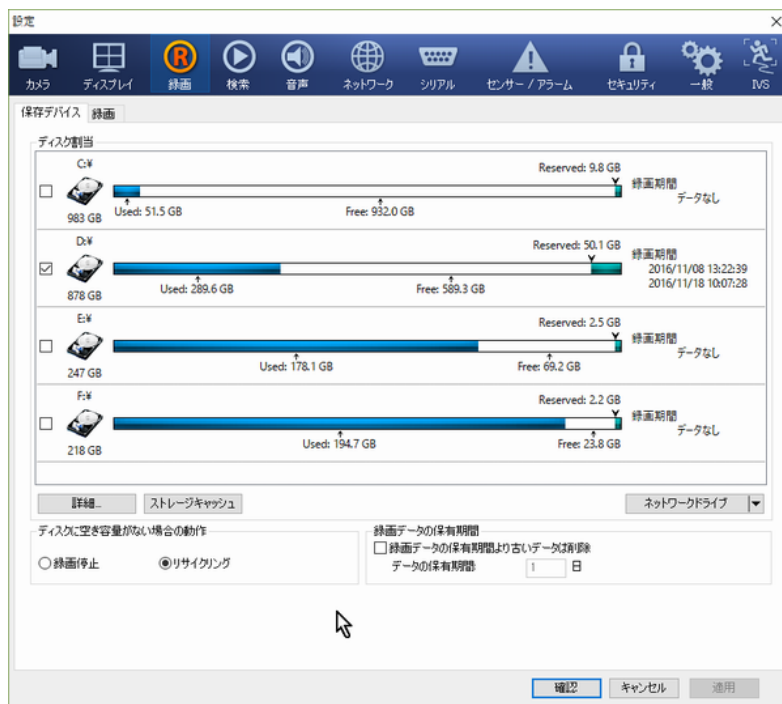 設定
カメラ ディスプレイ 録画 検索 音声 ネットワーク シリアル センサー / アラーム セキュリティ 一般 IVS
保存デバイス 録画
ディスク割当
C:¥
Reserved: 9.8 GB
録画期間
データなし
983 GB
Used: 51.5 GB
Free: 932.0 GB
D:¥
Reserved: 50.1 GB
録画期間
2016/11/08 13:22:39
2016/11/18 10:07:28
878 GB
Used: 289.6 GB
Free: 589.3 GB
E:¥
Reserved: 2.5 GB
録画期間
データなし
247 GB
Used: 178.1 GB
Free: 69.2 GB
F:¥
Reserved: 2.2 GB
録画期間
データなし
218 GB
Used: 194.7 GB
Free: 23.8 GB
詳細... ストレージキャッシュ ネットワークドライブ
ディスクに空き容量がない場合の動作
録画停止 リサイクリング
録画データの保有期間
録画データの保有期間より古いデータは削除
データの保有期間: 1 日
確認 キャンセル 適用